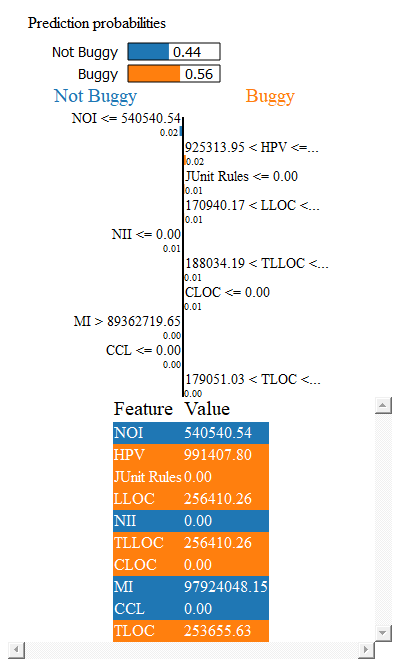 Prediction probabilities
Not Buggy 0.44
Buggy 0.56
Not Buggy Buggy
NOI <= 540540.54
0.02
925313.95 < HPV <=...
0.02
JUnit Rules <= 0.00
0.01
170940.17 < LLOC <...
0.01
NII <= 0.00
0.01
188034.19 < TLLOC <...
0.01
CLOC <= 0.00
0.01
MI > 89362719.65
0.00
CCL <= 0.00
0.00
179051.03 < TLOC <...
0.00
Feature Value
NOI 540540.54
HPV 991407.80
JUnit Rules 0.00
LLOC 256410.26
NII 0.00
TLLOC 256410.26
CLOC 0.00
MI 97924048.15
CCL 0.00
TLOC 253655.63